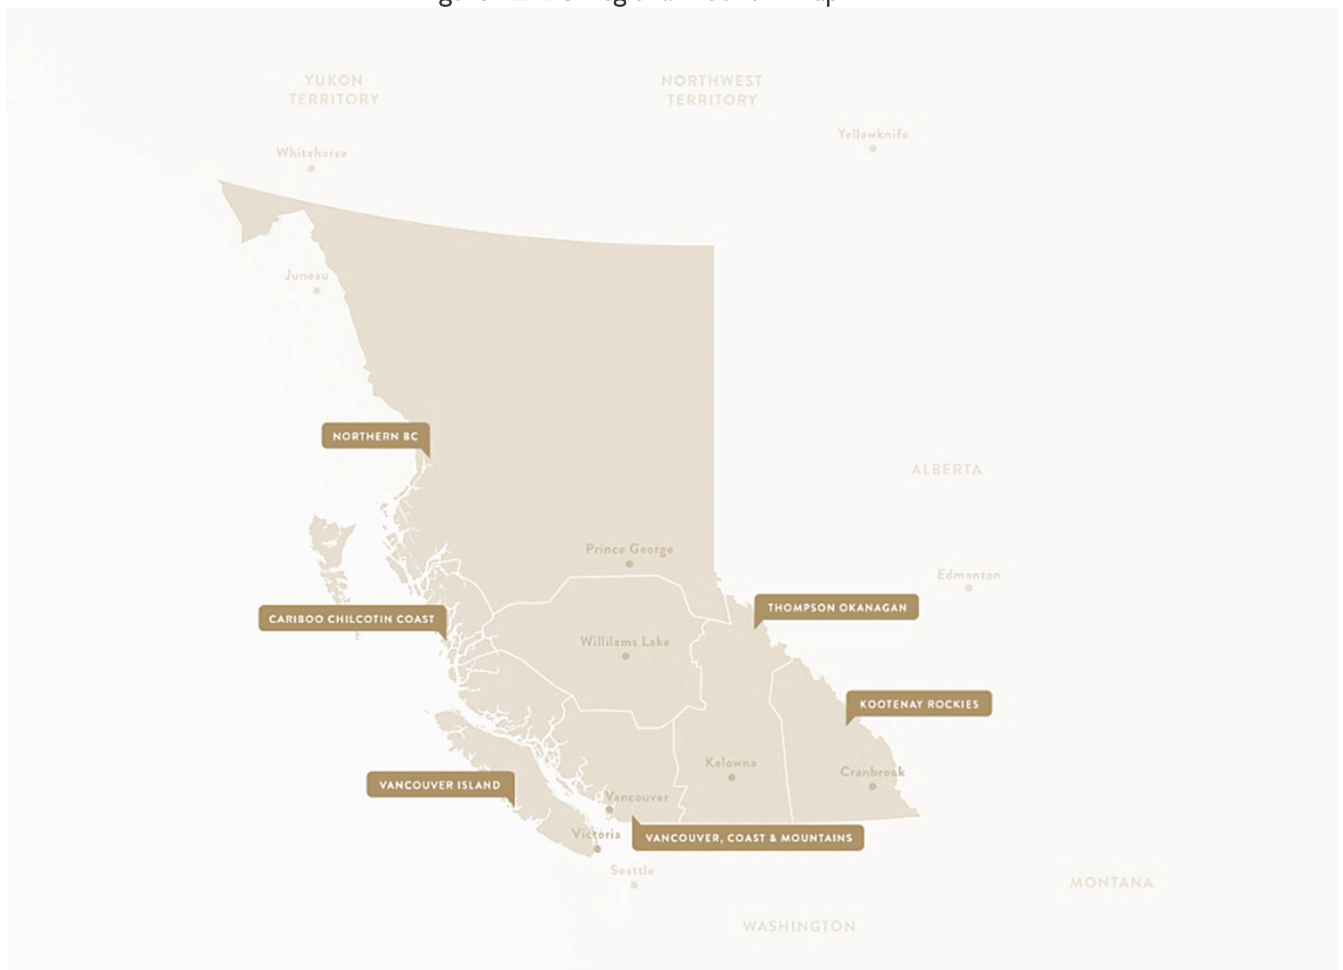 YUKON
TERRITORY
NORTHWEST
TERRITORY
Yellowknife
Whitehorse
Juneau
NORTHERN BC
ALBERTA
Prince George
Edmonton
THOMPSON OKANAGAN
CARIBOO CHILCOTIN COAST
Willilams Lake
KOOTENAY ROCKIES
Kelowna
Cranbrook
VANCOUVER ISLAND
Vancouver
Victoria
VANCOUVER, COAST & MOUNTAINS
Seattle
MONTANA
WASHINGTON